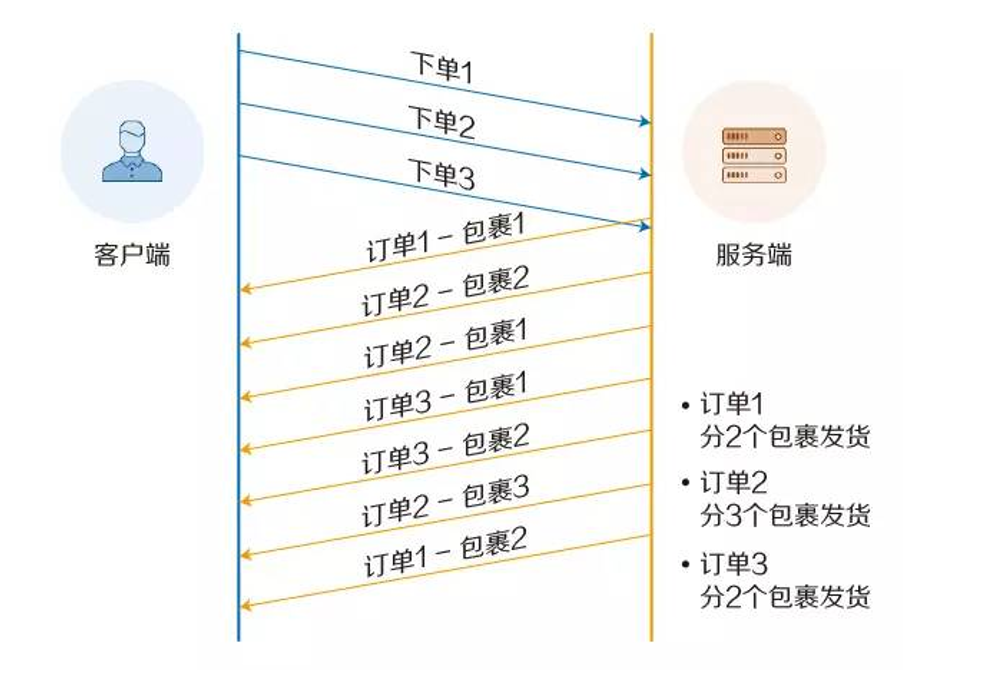 下单1
下单2
下单3
客户端
服务端
订单1 – 包裹1
订单2 – 包裹2
订单2 – 包裹1
订单3 – 包裹1
订单3 – 包裹2
订单2 – 包裹3
订单1 – 包裹2
• 订单1
分2个包裹发货
• 订单2
分3个包裹发货
• 订单3
分2个包裹发货